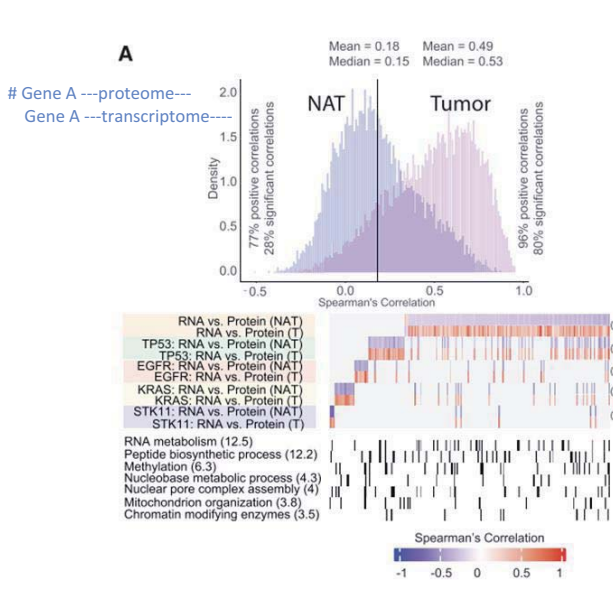 A
Mean = 0.18 Mean = 0.49
Median = 0.15 Median = 0.53
# Gene A ---proteome---
Gene A ---transcriptome----
NAT
Tumor
Density
2.0
1.5
1.0
0.5
0.0
77% positive correlations
28% significant correlations
96% positive correlations
80% significant correlations
-0.5 0.0 0.5 1.0
Spearman's Correlation
RNA vs. Protein (NAT)
RNA vs. Protein (T)
TP53: RNA vs. Protein (NAT)
TP53: RNA vs. Protein (T)
EGFR: RNA vs. Protein (NAT)
EGFR: RNA vs. Protein (T)
KRAS: RNA vs. Protein (NAT)
KRAS: RNA vs. Protein (T)
STK11: RNA vs. Protein (NAT)
STK11: RNA vs. Protein (T)
RNA metabolism (12.5)
Peptide biosynthetic process (12.2)
Methylation (6.3)
Nucleobase metabolic process (4.3)
Nuclear pore complex assembly (4)
Mitochondrion organization (3.8)
Chromatin modifying enzymes (3.5)
Spearman's Correlation
-1 -0.5 0 0.5 1